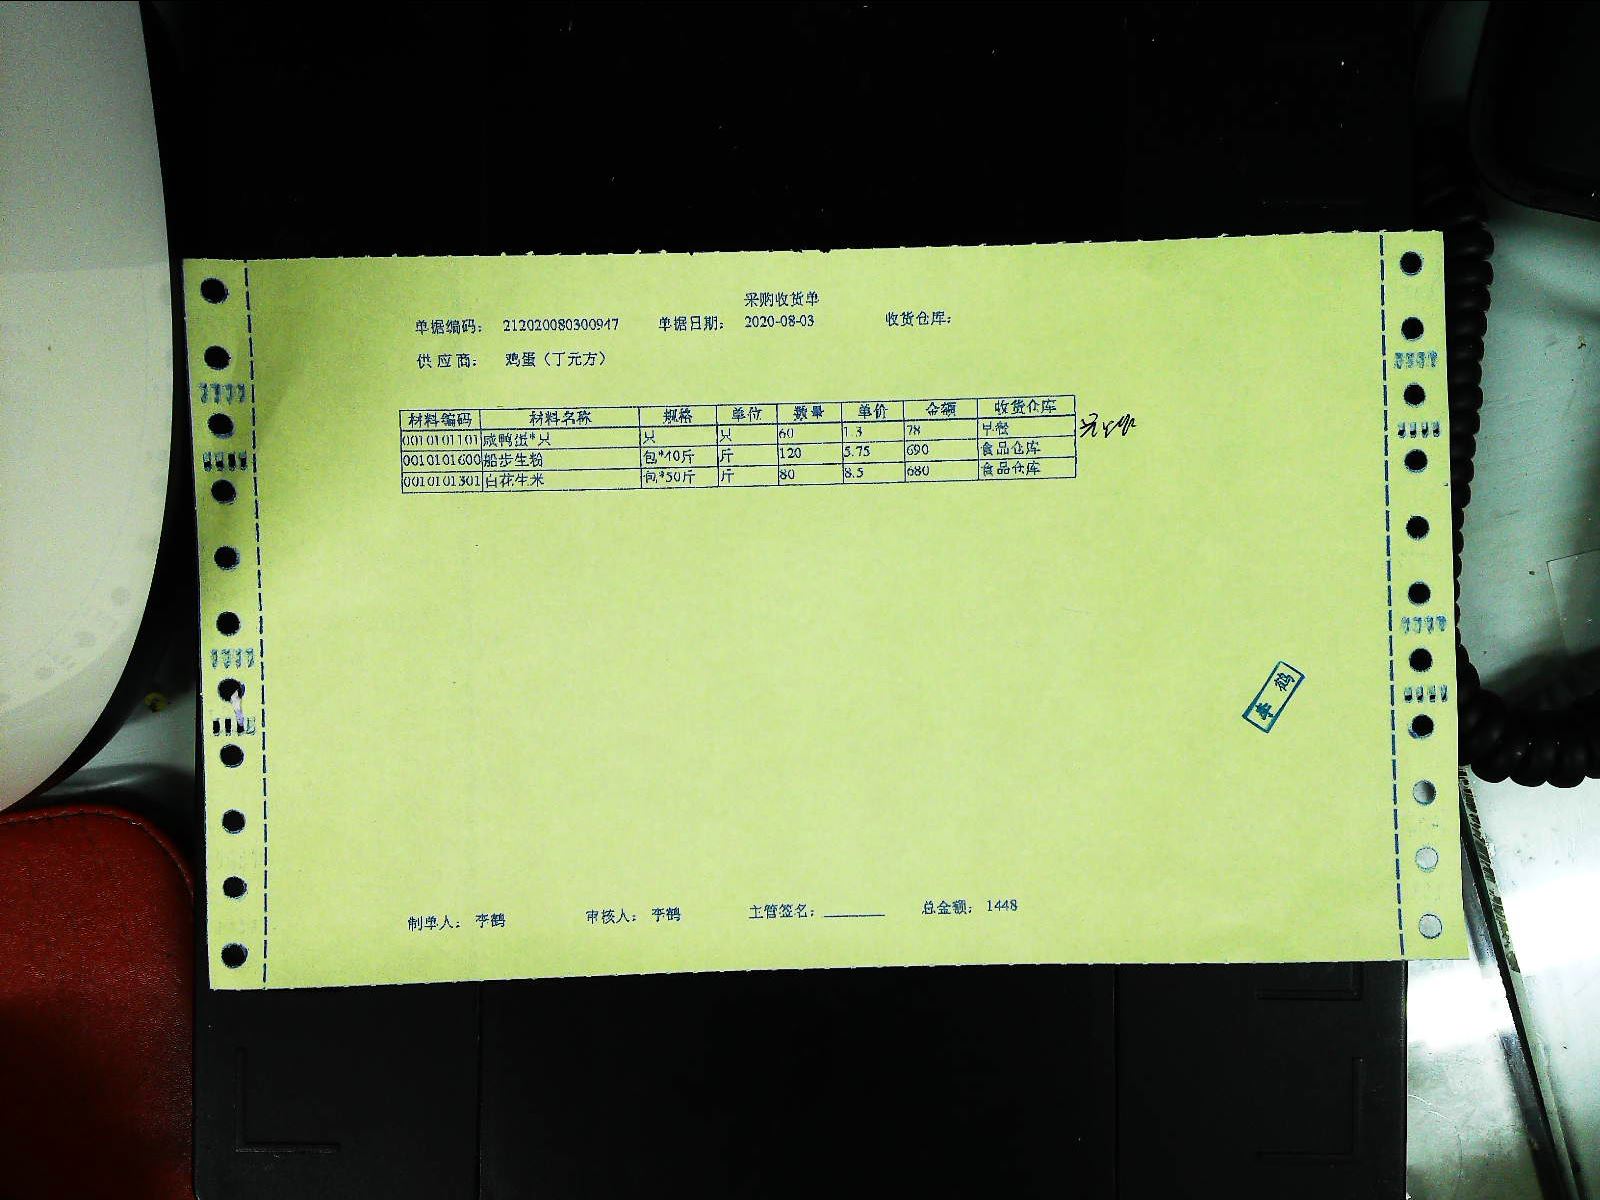 采购收货单
单据编码： 212020080300947 单据日期： 2020-08-03 收货仓库：
供应商： 鸡蛋（丁元方）
材料编码 材料名称 规格 单位 数量 单价 金额 收货仓库
0010101101 咸鸭蛋*只 只 只 60 1.3 78 早餐
0010101600 船步生粉 包*40斤 斤 120 5.75 690 食品仓库
0010101301 白花生米 包*50斤 斤 80 8.5 680 食品仓库
李鹤
制单人： 李鹤 审核人： 李鹤 主管签名：________ 总金额： 1448